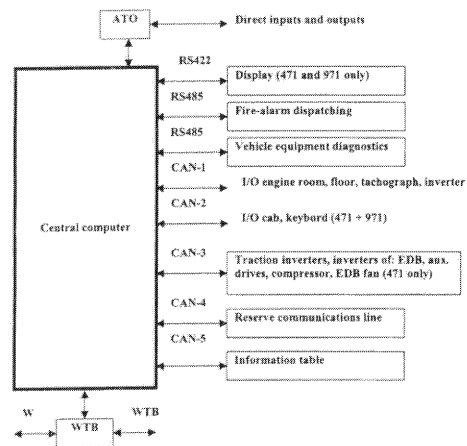 ATO
Direct inputs and outputs
RS422
Display (471 and 971 only)
RS485
Fire-alarm dispatching
RS485
Vehicle equipment diagnostics
CAN-1
I/O engine room, floor, tachograph, inverter
CAN-2
I/O cab, keybord (471 + 971)
Central computer
CAN-3
Traction inverters, inverters of: EDB, aux.
drives, compressor, EDB fan (471 only)
CAN-4
Reserve communications line
CAN-5
Information table
W
WTB
WTB